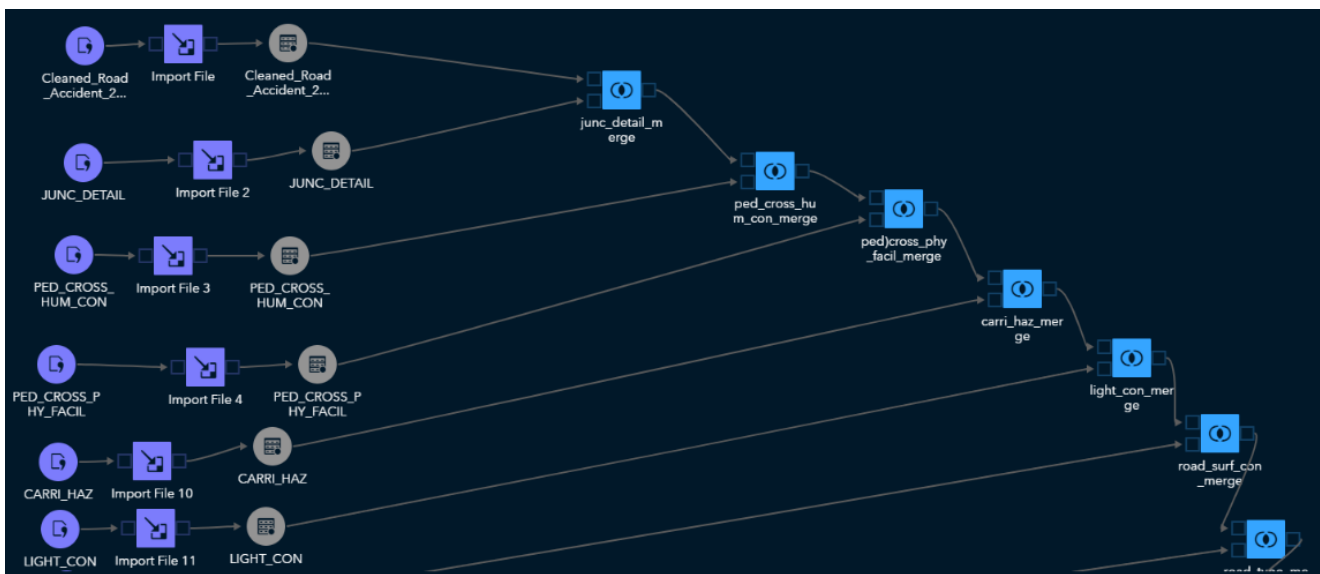 Cleaned_Road
_Accident_2...
Import File
Cleaned_Road
_Accident_2...
junc_detail_m
erge
JUNC_DETAIL
Import File 2
JUNC_DETAIL
ped_cross_hu
m_con_merge
PED_CROSS_
HUM_CON
Import File 3
PED_CROSS_
HUM_CON
ped)cross_phy
_facil_merge
carri_haz_mer
ge
PED_CROSS_P
HY_FACIL
Import File 4
PED_CROSS_P
HY_FACIL
light_con_mer
ge
CARRI_HAZ
Import File 10
CARRI_HAZ
road_surf_con
_merge
LIGHT_CON
Import File 11
LIGHT_CON
road_type_me